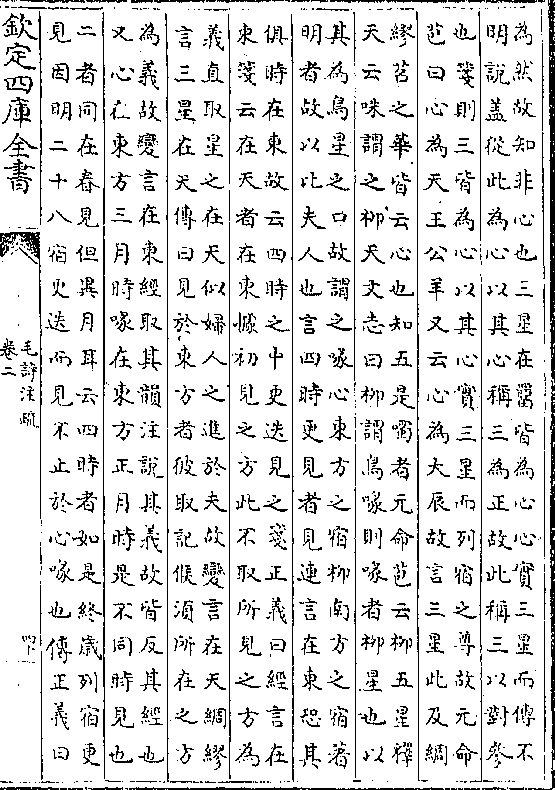 為然故知非心也三星在罶皆為心心實三星而傳不
明説蓋從此為心以其心稱三為正故此稱三以對參
也箋則三皆為心以其心實三星而列宿之尊故元命
苞曰心為天王公羊又云心為大辰故言三星此及綢
繆苕之華皆云心也知五是噣者元命苞云柳五星釋
天云咮謂之柳天文志曰柳謂鳥喙則喙者柳星也以
其為鳥星之口故謂之喙心東方之宿柳南方之宿著
明者故以比夫人也言四時更見者見連言在東恐其
俱時在東故云四時之中更迭見之箋正義曰經言在
東箋云在天者在東據初見之方此不取所見之方為
義直取星之在天似婦人之進於夫故變言在天綢繆
言三星在天傳曰見於東方者彼取記候須所在之方
為義故變言在東經取其韻注說其義故皆反其經也
又心在東方三月時喙在東方正月時是不同時見也
二者同在春見但異月耳云四時者如是終歲列宿更
見因明二十八宿更迭而見不止於心喙也傳正義曰
欽定四庫全書
毛詩注疏
卷二